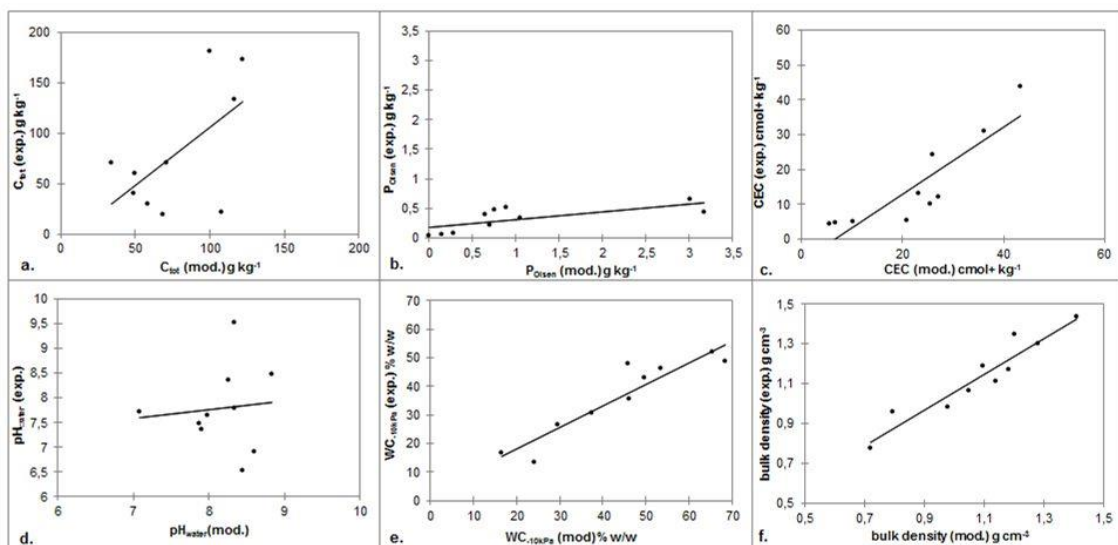 C_tot (exp.) g kg⁻¹
200
150
100
50
0
0 50 100 150 200
C_tot (mod.) g kg⁻¹
a.
P_Olsen (exp.) g kg⁻¹
3,5
3
2,5
2
1,5
1
0,5
0
0 0,5 1 1,5 2 2,5 3 3,5
P_Olsen (mod.) g kg⁻¹
b.
CEC (exp.) cmol+ kg⁻¹
60
50
40
30
20
10
0
0 20 40 60
CEC (mod.) cmol+ kg⁻¹
c.
pH_water (exp.)
10
9,5
9
8,5
8
7,5
7
6,5
6
6 7 8 9 10
pH_water (mod.)
d.
WC_-10kPa (exp.) % w/w
70
60
50
40
30
20
10
0
0 10 20 30 40 50 60 70
WC_-10kPa (mod) % w/w
e.
bulk density (exp.) g cm⁻³
1,5
1,3
1,1
0,9
0,7
0,5
0,5 0,7 0,9 1,1 1,3 1,5
bulk density (mod.) g cm⁻³
f.